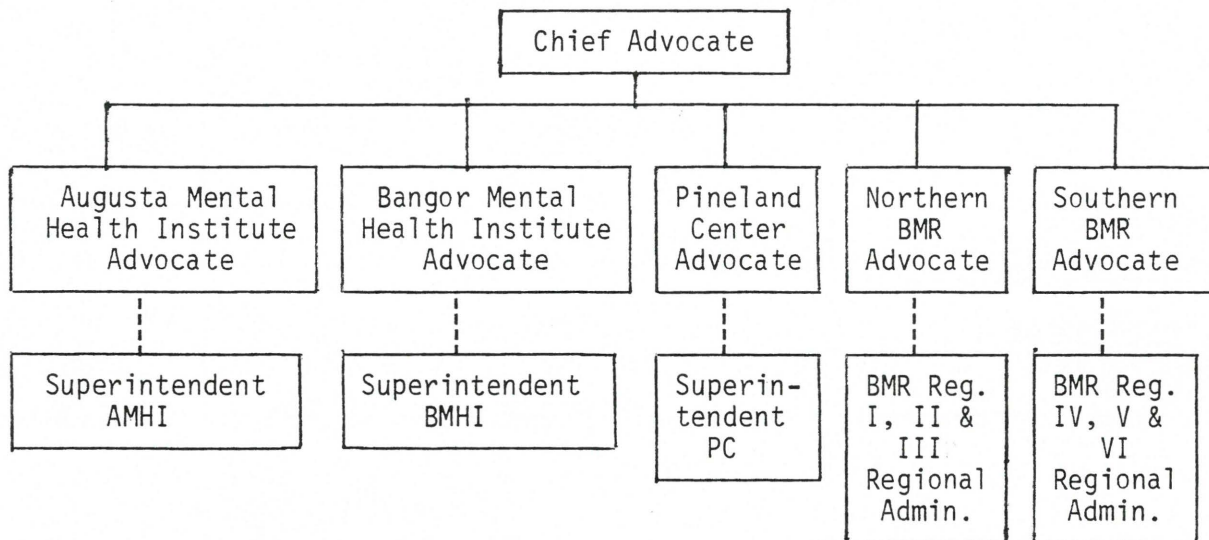 Chief Advocate
Augusta Mental
Health Institute
Advocate
Bangor Mental
Health Institute
Advocate
Pineland
Center
Advocate
Northern
BMR
Advocate
Southern
BMR
Advocate
Superintendent
AMHI
Superintendent
BMHI
Superin-
tendent
PC
BMR Reg.
I, II &
III
Regional
Admin.
BMR Reg.
IV, V &
VI
Regional
Admin.